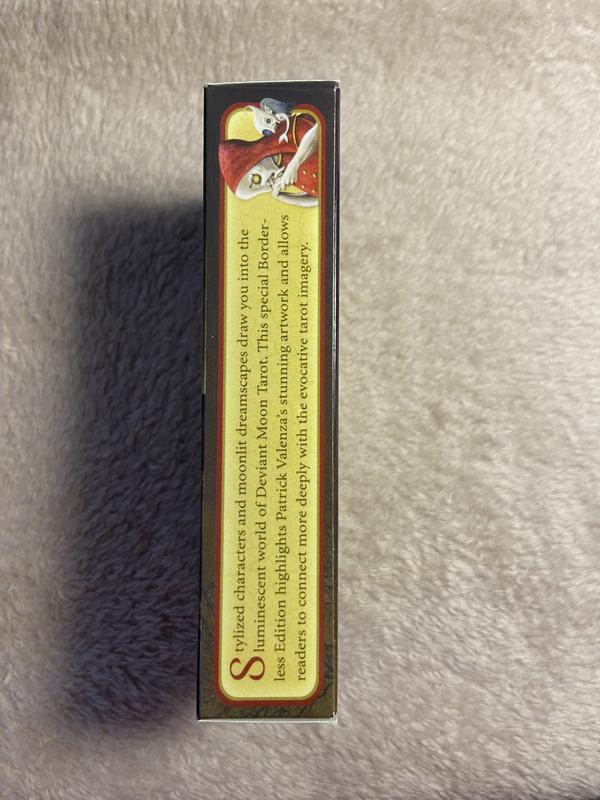 Stylized characters and moonlit dreamscapes draw you into the
luminescent world of Deviant Moon Tarot. This special Border-
less Edition highlights Patrick Valenza's stunning artwork and allows
readers to connect more deeply with the evocative tarot imagery.